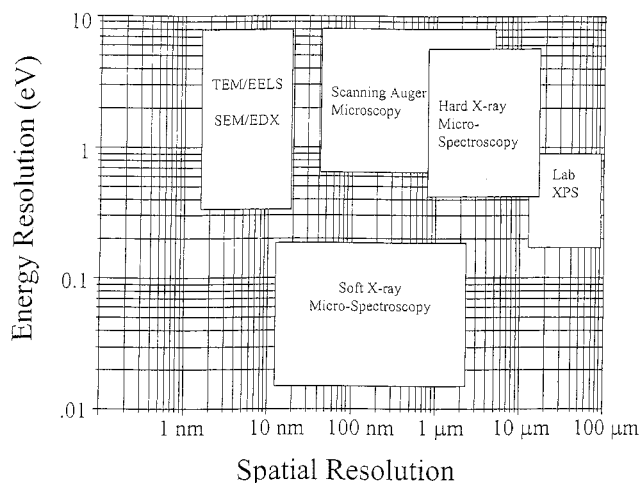 10
1
0.1
.01
Energy Resolution (eV)
TEM/EELS
SEM/EDX
Scanning Auger
Microscopy
Hard X-ray
Micro-
Spectroscopy
Lab
XPS
Soft X-ray
Micro-Spectroscopy
1 nm
10 nm
100 nm
1 μm
10 μm
100 μm
Spatial Resolution